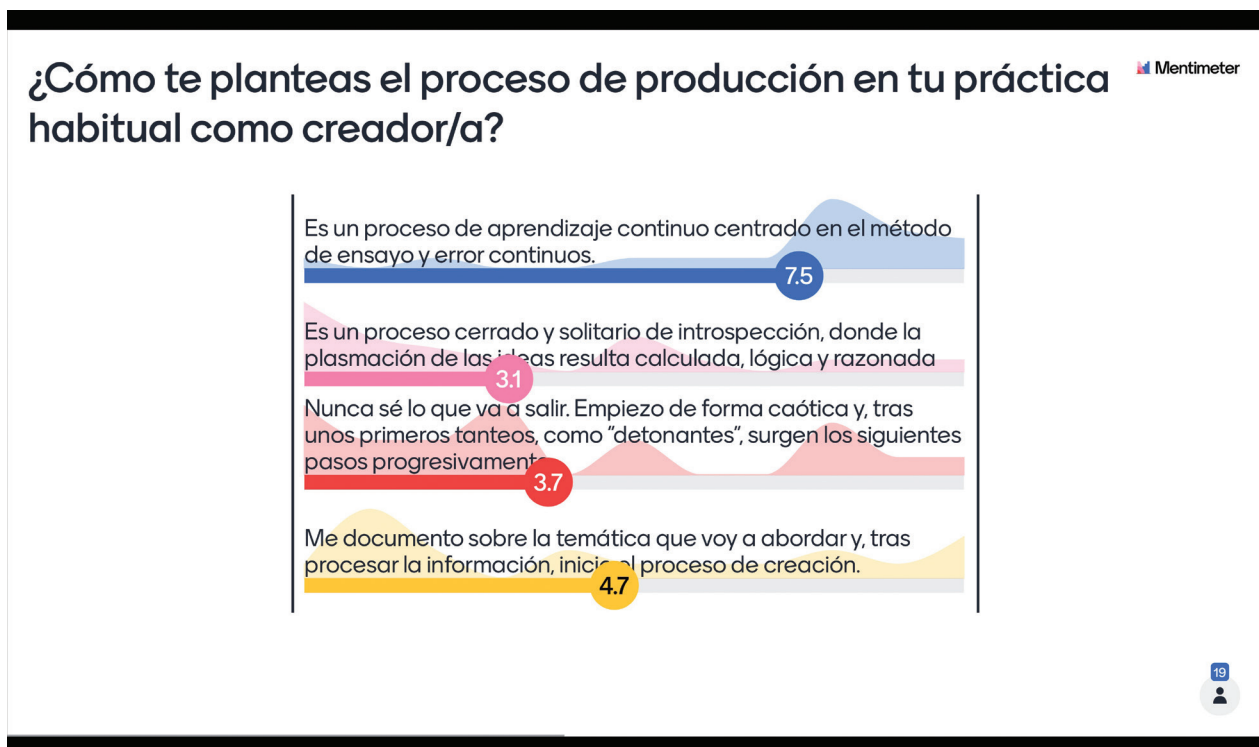 ¿Cómo te planteas el proceso de producción en tu práctica
habitual como creador/a?
Mentimeter
Es un proceso de aprendizaje continuo centrado en el método
de ensayo y error continuos.
7.5
Es un proceso cerrado y solitario de introspección, donde la
plasmación de las ideas resulta calculada, lógica y razonada
3.1
Nunca sé lo que va a salir. Empiezo de forma caótica y, tras
unos primeros tanteos, como "detonantes", surgen los siguientes
pasos progresivamente
3.7
Me documento sobre la temática que voy a abordar y, tras
procesar la información, inicio el proceso de creación.
4.7
19